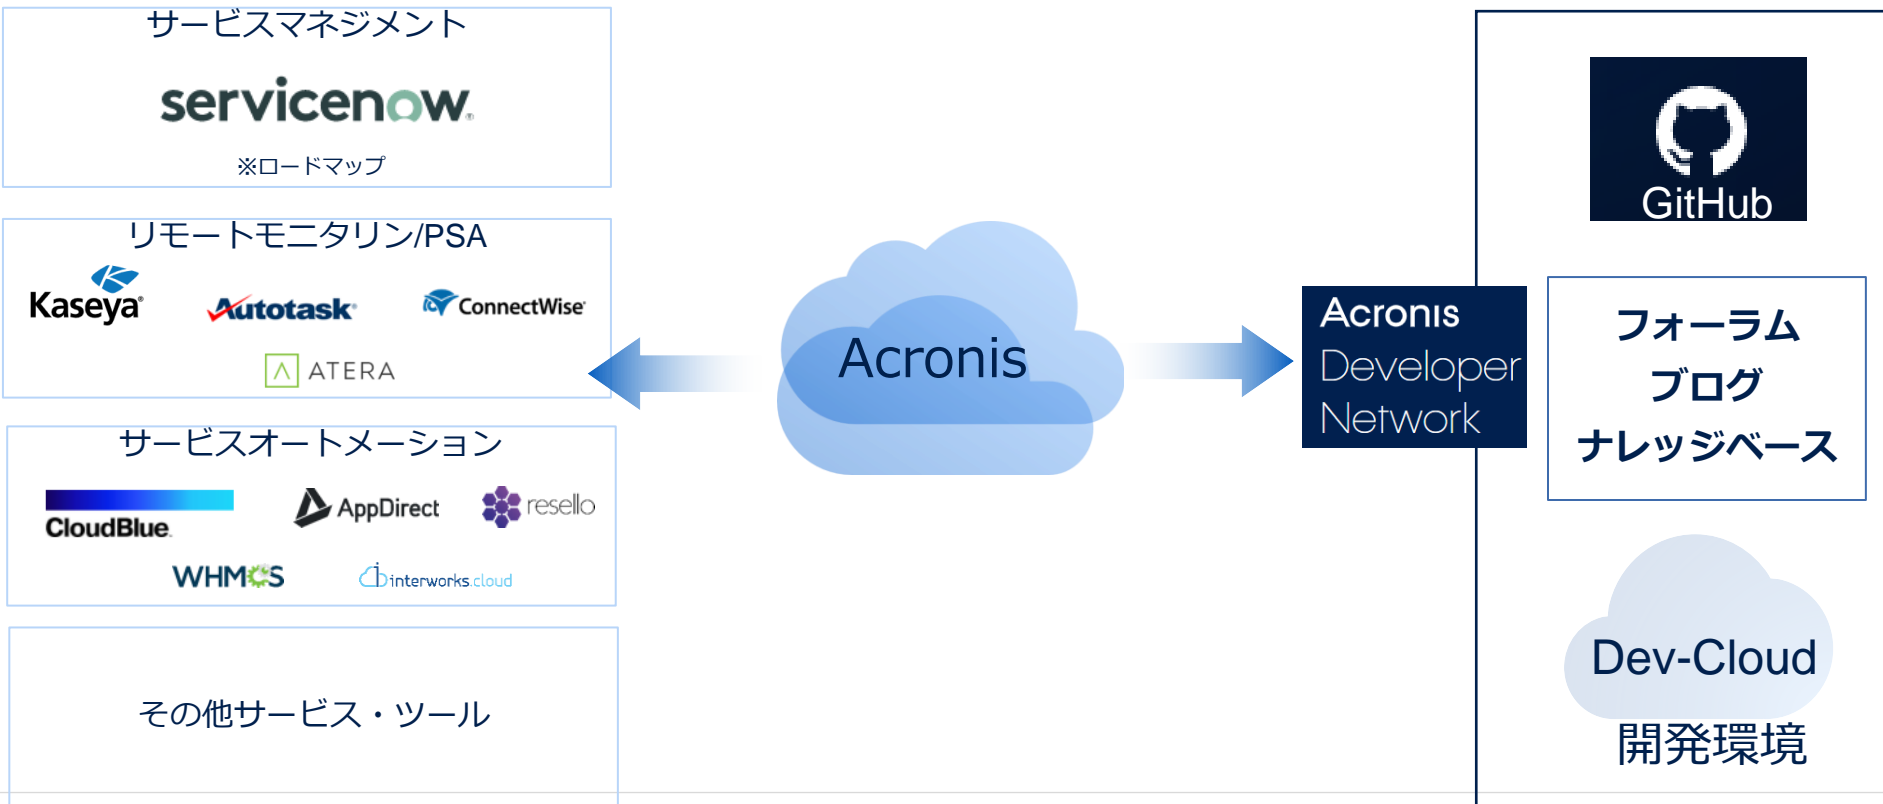 サービスマネジメント
servicenow
※ロードマップ
リモートモニタリン/PSA
Kaseya
Autotask
ConnectWise
ATERA
サービスオートメーション
CloudBlue
AppDirect
resello
WHMCS
interworks.cloud
その他サービス・ツール
Acronis
Acronis
Developer
Network
GitHub
フォーラム
ブログ
ナレッジベース
Dev-Cloud
開発環境